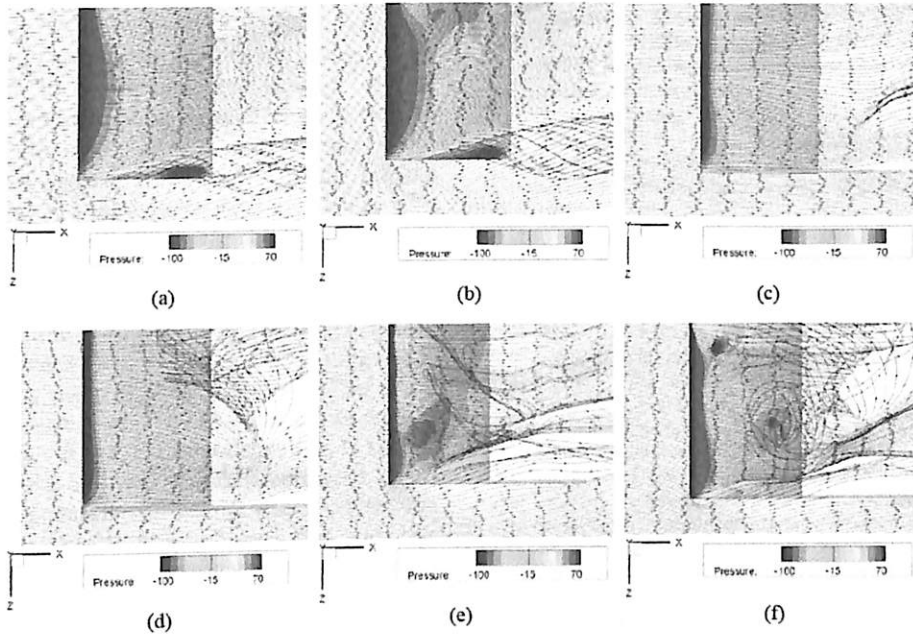 X
Z
Pressure: -100 -15 70
(a)
X
Z
Pressure: -100 -15 70
(b)
X
Z
Pressure: -100 -15 70
(c)
X
Z
Pressure -100 -15 70
(d)
X
Z
Pressure: -100 -15 70
(e)
X
Z
Pressure: -100 -15 70
(f)